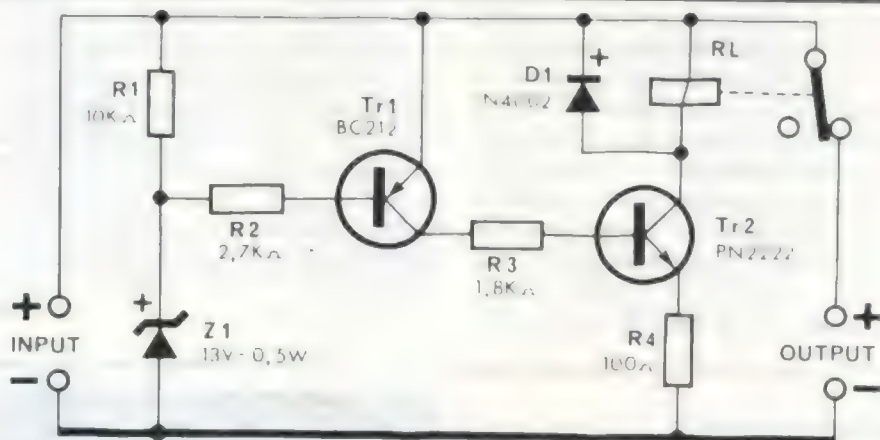 R1
10KΩ
Tr1
BC212
D1
+
RL
R2
2,7KΩ
R3
1,8KΩ
Tr2
PN2222
+
INPUT
-
+
Z1
13V - 0,5W
R4
100Ω
+
OUTPUT
-